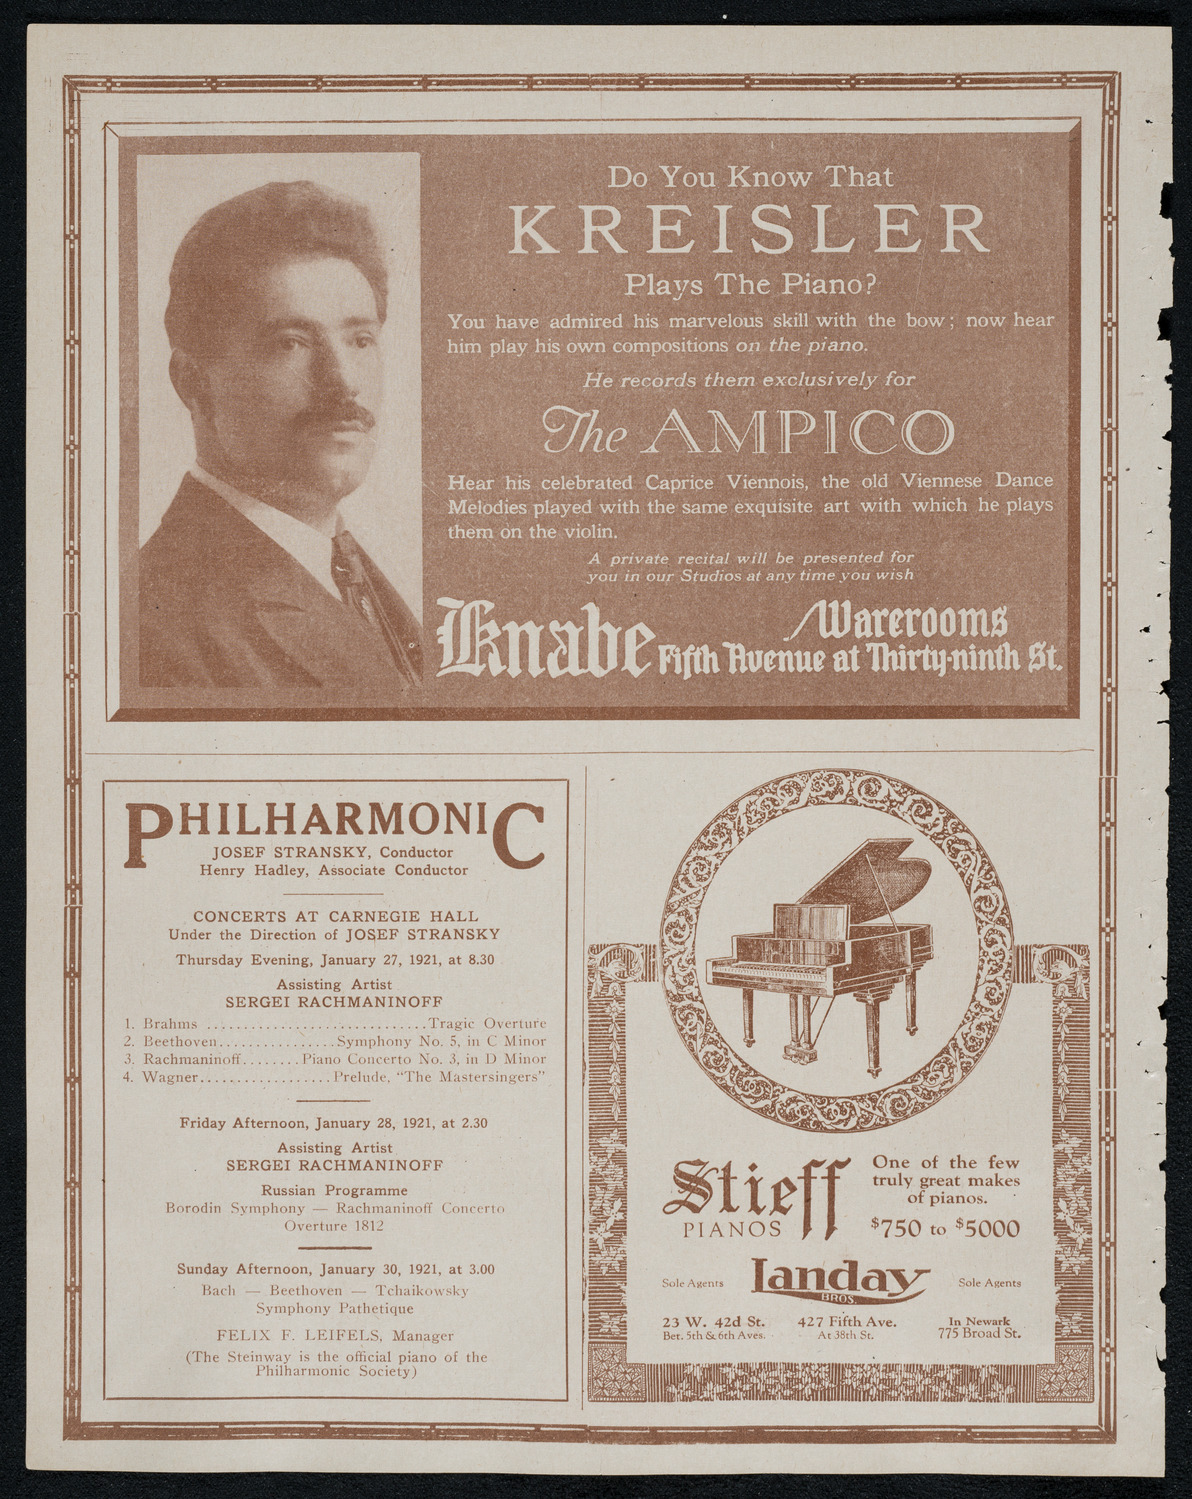 Do You Know That
KREISLER
Plays The Piano?
You have admired his marvelous skill with the bow; now hear
him play his own compositions on the piano.
He records them exclusively for
The AMPICO
Hear his celebrated Caprice Viennois, the old Viennese Dance
Melodies played with the same exquisite art with which he plays
them on the violin.
A private recital will be presented for
you in our Studios at any time you wish
Knabe Warerooms
Fifth Avenue at Thirty-ninth St.
PHILHARMONIC
JOSEF STRANSKY, Conductor
Henry Hadley, Associate Conductor
CONCERTS AT CARNEGIE HALL
Under the Direction of JOSEF STRANSKY
Thursday Evening, January 27, 1921, at 8.30
Assisting Artist
SERGEI RACHMANINOFF
1. Brahms ............................Tragic Overture
2. Beethoven...............Symphony No. 5, in C Minor
3. Rachmaninoff........Piano Concerto No. 3, in D Minor
4. Wagner.................Prelude, "The Mastersingers"
Friday Afternoon, January 28, 1921, at 2.30
Assisting Artist
SERGEI RACHMANINOFF
Russian Programme
Borodin Symphony — Rachmaninoff Concerto
Overture 1812
Sunday Afternoon, January 30, 1921, at 3.00
Bach — Beethoven — Tchaikowsky
Symphony Pathetique
FELIX F. LEIFELS, Manager
(The Steinway is the official piano of the
Philharmonic Society)
Stieff
PIANOS
One of the few
truly great makes
of pianos.
$750 to $5000
Sole Agents
Landay
BROS.
Sole Agents
23 W. 42d St.
Bet. 5th & 6th Aves.
427 Fifth Ave.
At 38th St.
In Newark
775 Broad St.